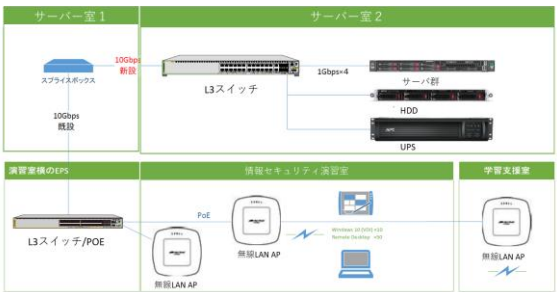 サーバー室1
サーバー室2
10Gbps
新設
スプライスボックス
L3スイッチ
1Gbps×4
サーバ群
HDD
UPS
10Gbps
既設
演習室横のEPS
情報セキュリティ演習室
学習支援室
L3スイッチ/POE
PoE
無線LAN AP
無線LAN AP
Remote Desktop
無線LAN AP